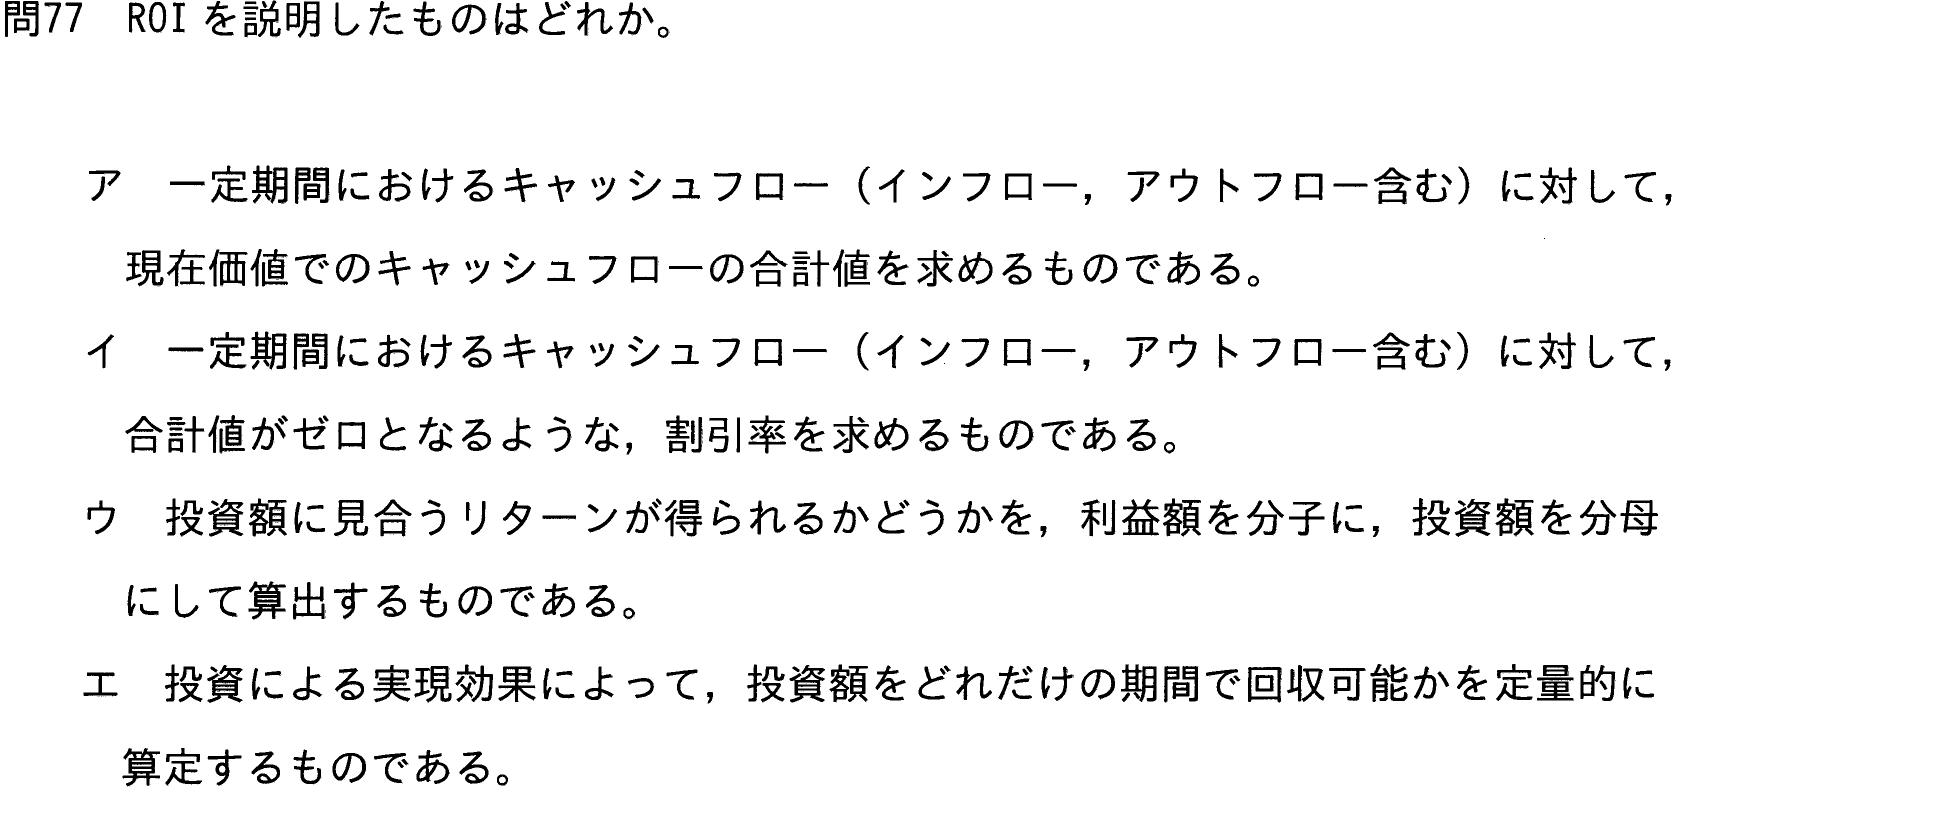 問77　ROI を説明したものはどれか。
ア　一定期間におけるキャッシュフロー（インフロー，アウトフロー含む）に対して，
現在価値でのキャッシュフローの合計値を求めるものである。
イ　一定期間におけるキャッシュフロー（インフロー，アウトフロー含む）に対して，
合計値がゼロとなるような，割引率を求めるものである。
ウ　投資額に見合うリターンが得られるかどうかを，利益額を分子に，投資額を分母
にして算出するものである。
エ　投資による実現効果によって，投資額をどれだけの期間で回収可能かを定量的に
算定するものである。